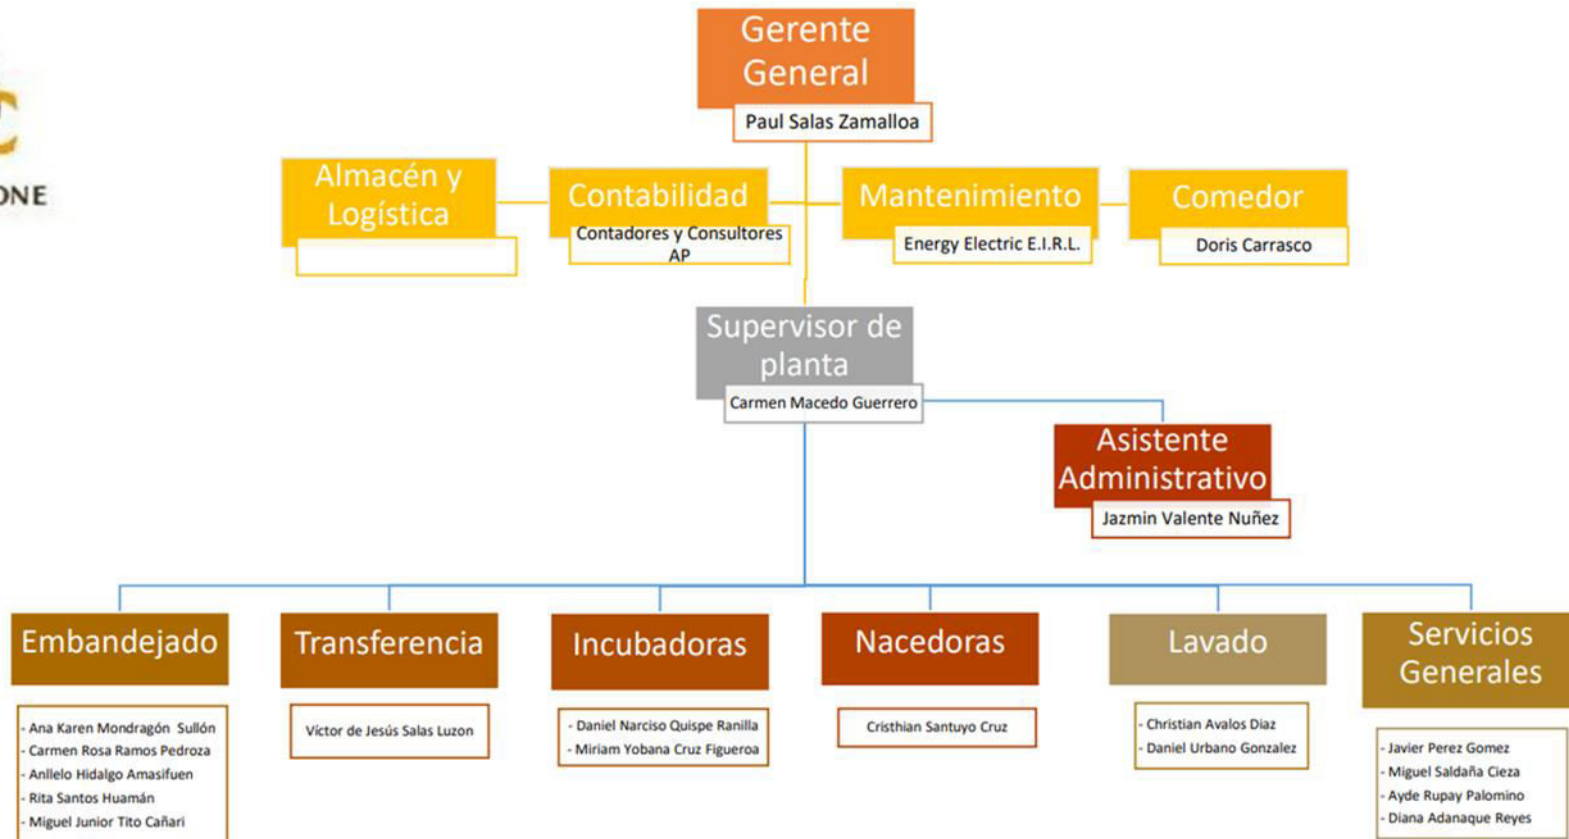 Gerente
General
Paul Salas Zamalloa
Almacén y
Logística
Contabilidad
Contadores y Consultores
AP
Mantenimiento
Energy Electric E.I.R.L.
Comedor
Doris Carrasco
Supervisor de
planta
Carmen Macedo Guerrero
Asistente
Administrativo
Jazmin Valente Nuñez
Embandejado
- Ana Karen Mondragón Sullón
- Carmen Rosa Ramos Pedroza
- Anllelo Hidalgo Amasifuen
- Rita Santos Huamán
- Miguel Junior Tito Cañari
Transferencia
Víctor de Jesús Salas Luzon
Incubadoras
- Daniel Narciso Quispe Ranilla
- Miriam Yobana Cruz Figueroa
Nacedoras
Cristhian Santuyo Cruz
Lavado
- Christian Avalos Diaz
- Daniel Urbano Gonzalez
Servicios
Generales
- Javier Perez Gomez
- Miguel Saldaña Cieza
- Ayde Rupay Palomino
- Diana Adanaque Reyes